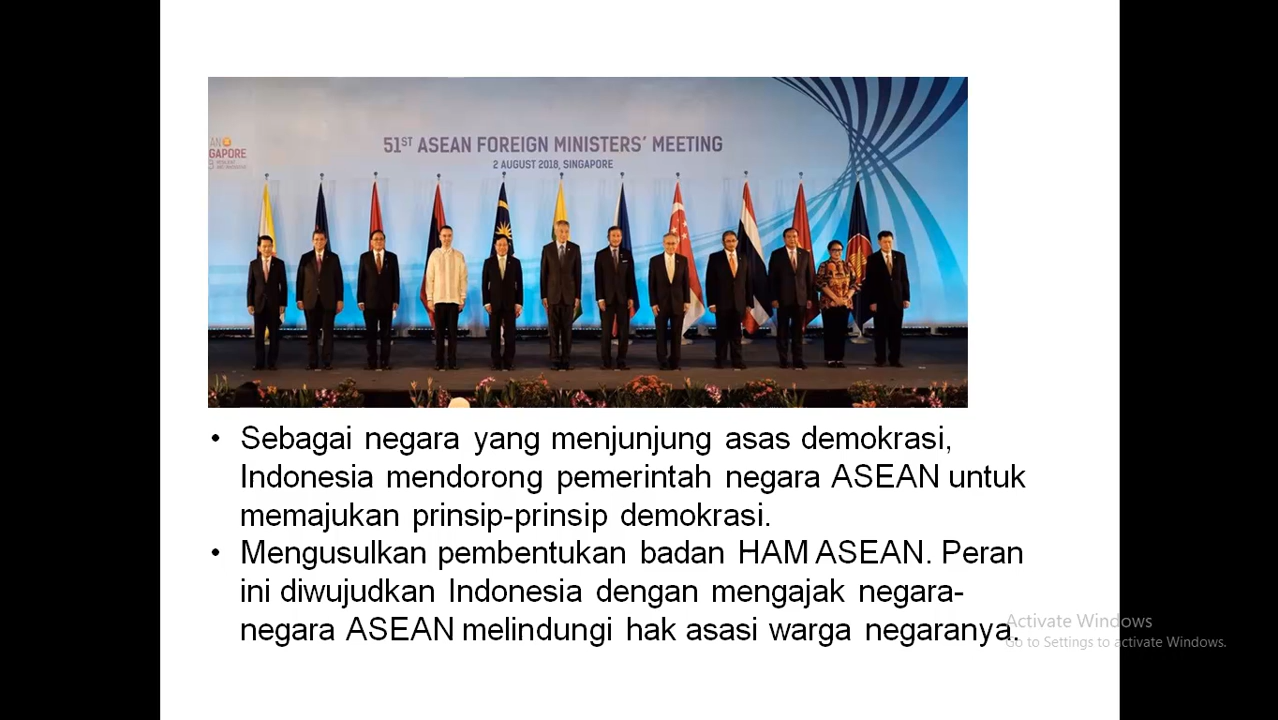 AN
GAPORE
51ST ASEAN FOREIGN MINISTERS' MEETING
2 AUGUST 2018, SINGAPORE
• Sebagai negara yang menjunjung asas demokrasi,
Indonesia mendorong pemerintah negara ASEAN untuk
memajukan prinsip-prinsip demokrasi.
• Mengusulkan pembentukan badan HAM ASEAN. Peran
ini diwujudkan Indonesia dengan mengajak negara-
negara ASEAN melindungi hak asasi warga negaranya.
Activate Windows
Go to Settings to activate Windows.